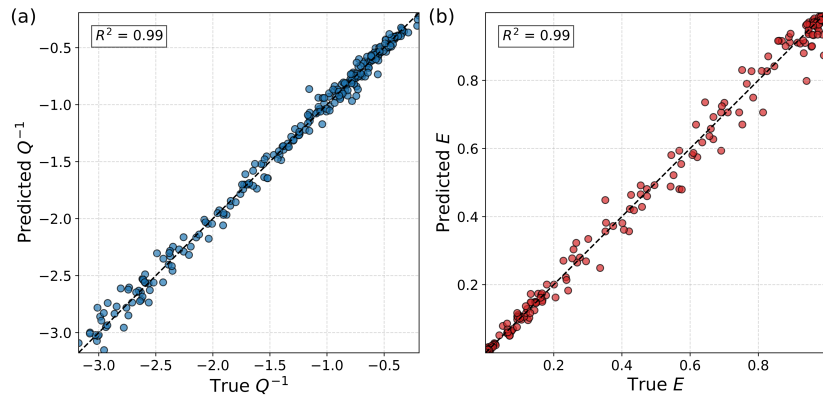 (a)
R² = 0.99
Predicted Q⁻¹
−0.5
−1.0
−1.5
−2.0
−2.5
−3.0
−3.0 −2.5 −2.0 −1.5 −1.0 −0.5
True Q⁻¹
(b)
R² = 0.99
Predicted E
0.8
0.6
0.4
0.2
0.2 0.4 0.6 0.8
True E